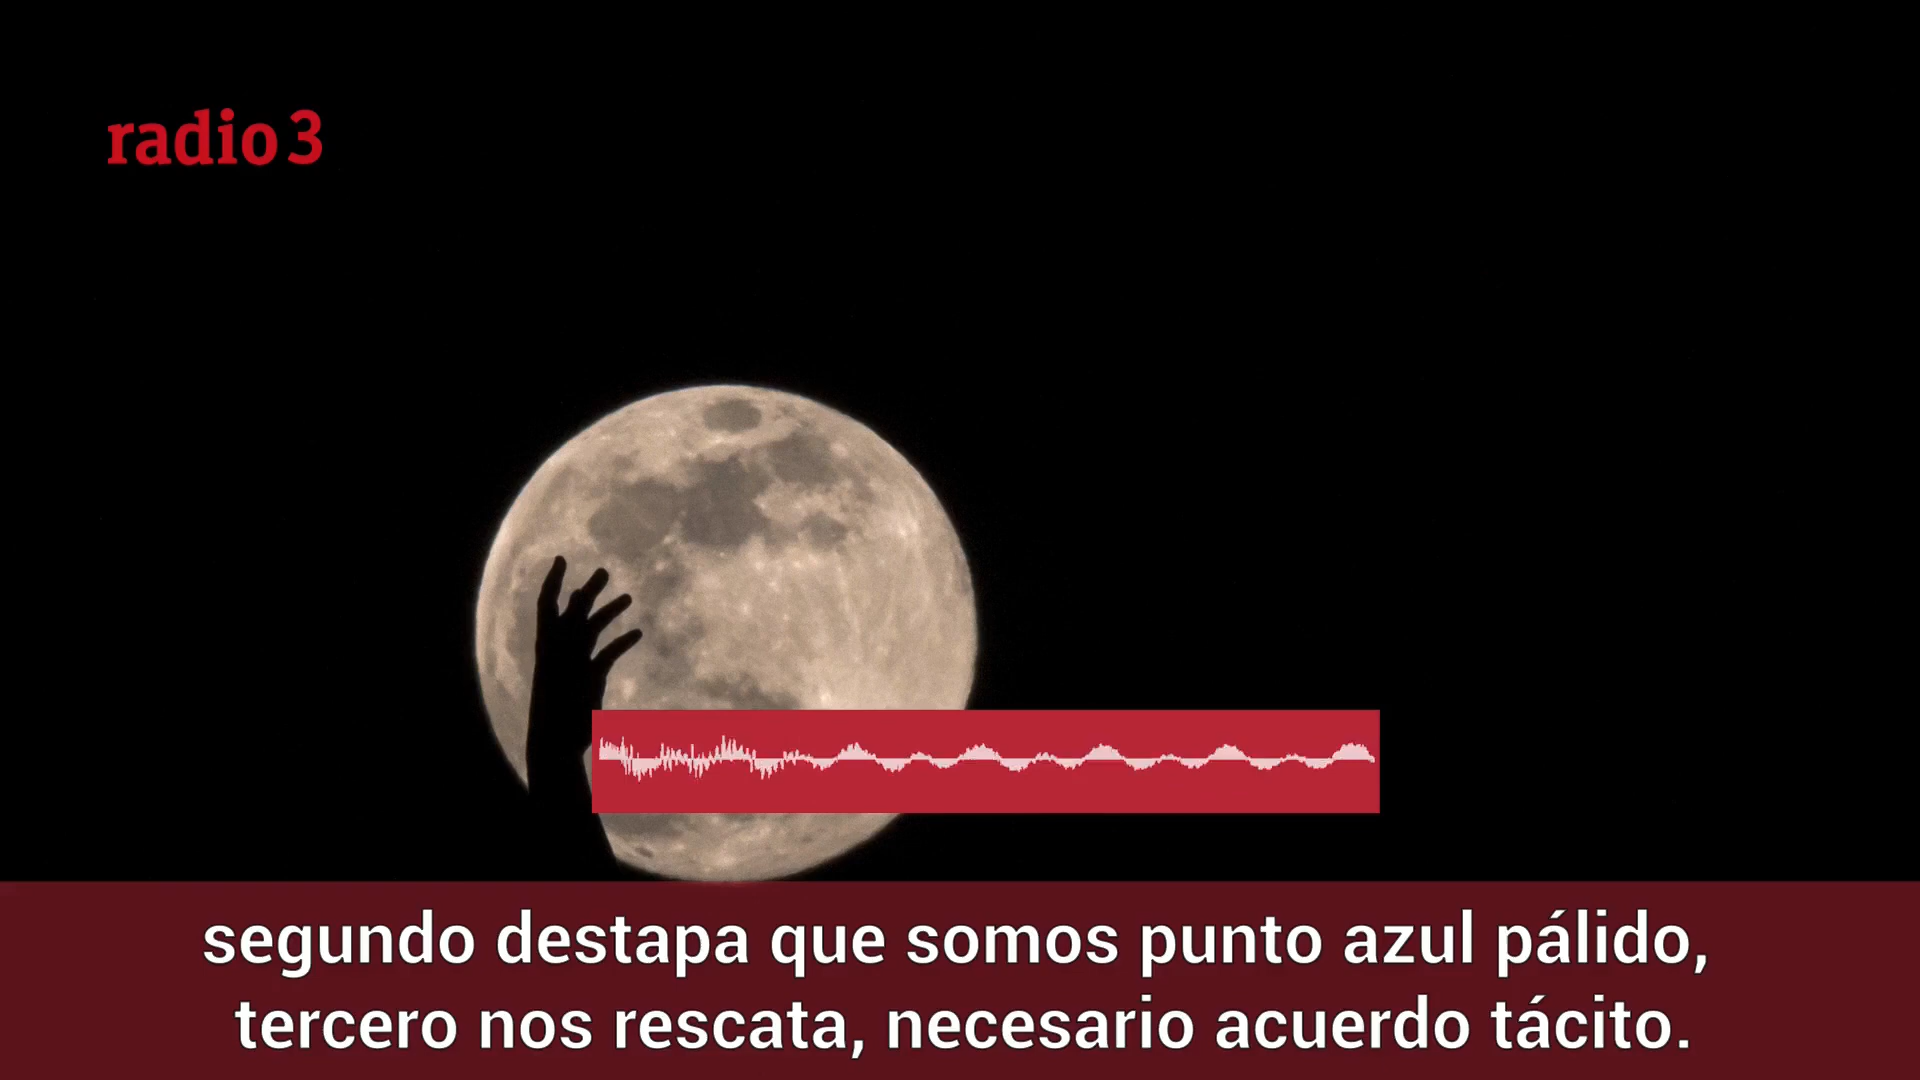 radio 3
segundo destapa que somos punto azul pálido,
tercero nos rescata, necesario acuerdo tácito.